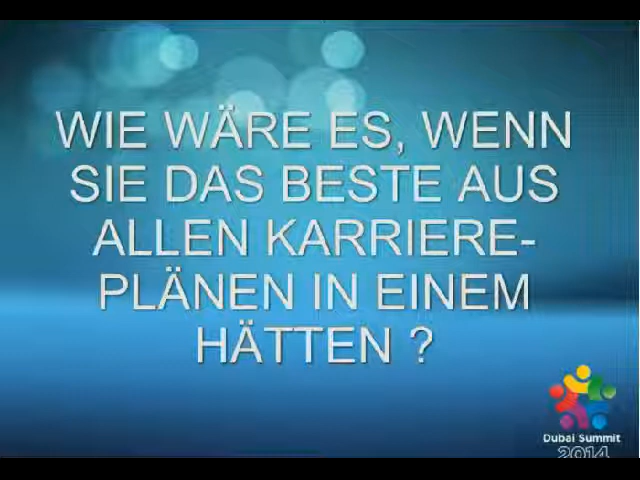 WIE WÄRE ES, WENN
SIE DAS BESTE AUS
ALLEN KARRIERE-
PLÄNEN IN EINEM
HÄTTEN ?
Dubai Summit
2014